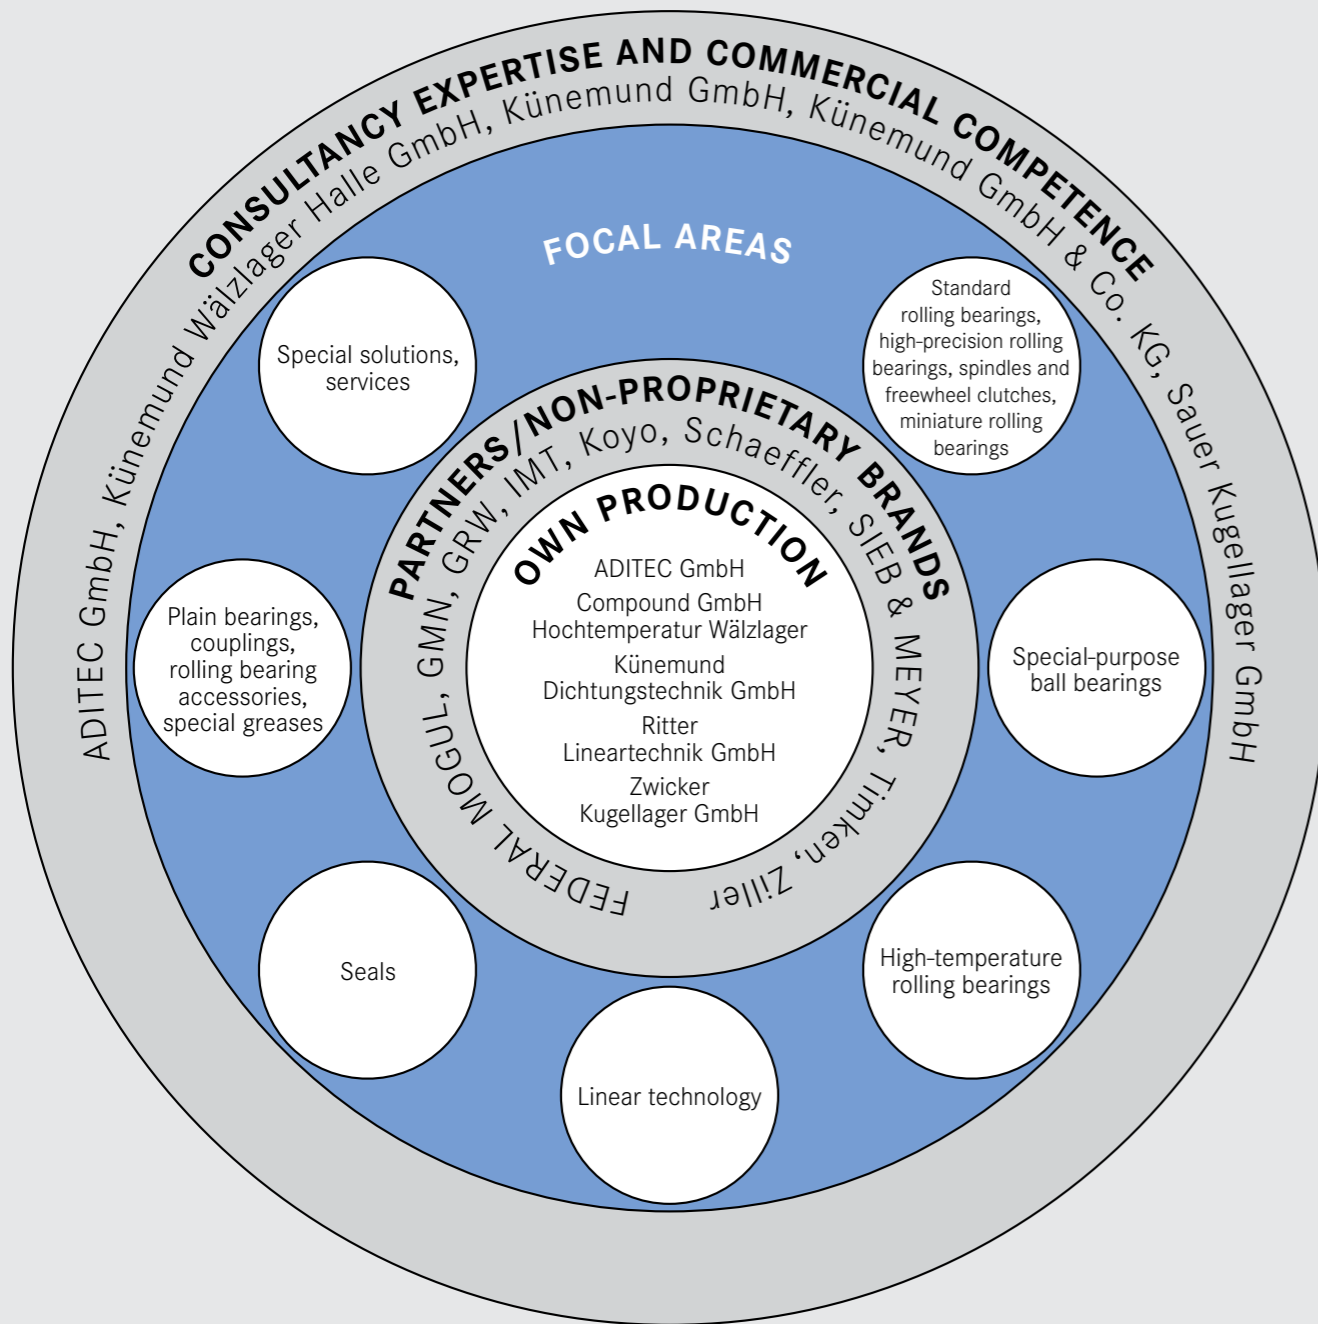 CONSULTANCY EXPERTISE AND COMMERCIAL COMPETENCE
ADITEC GmbH, Künemund Wälzlager Halle GmbH, Künemund GmbH, Künemund GmbH & Co. KG, Sauer Kugellager GmbH
FOCAL AREAS
Special solutions,
services
Standard
rolling bearings,
high-precision rolling
bearings, spindles and
freewheel clutches,
miniature rolling
bearings
PARTNERS/NON-PROPRIETARY BRANDS
FEDERAL MOGUL, GMN, GRW, IMT, Koyo, Schaeffler, SIEB & MEYER, Timken, Ziller
OWN PRODUCTION
ADITEC GmbH
Compound GmbH
Hochtemperatur Wälzlager
Künemund
Dichtungstechnik GmbH
Ritter
Lineartechnik GmbH
Zwicker
Kugellager GmbH
Plain bearings,
couplings,
rolling bearing
accessories,
special greases
Special-purpose
ball bearings
Seals
High-temperature
rolling bearings
Linear technology